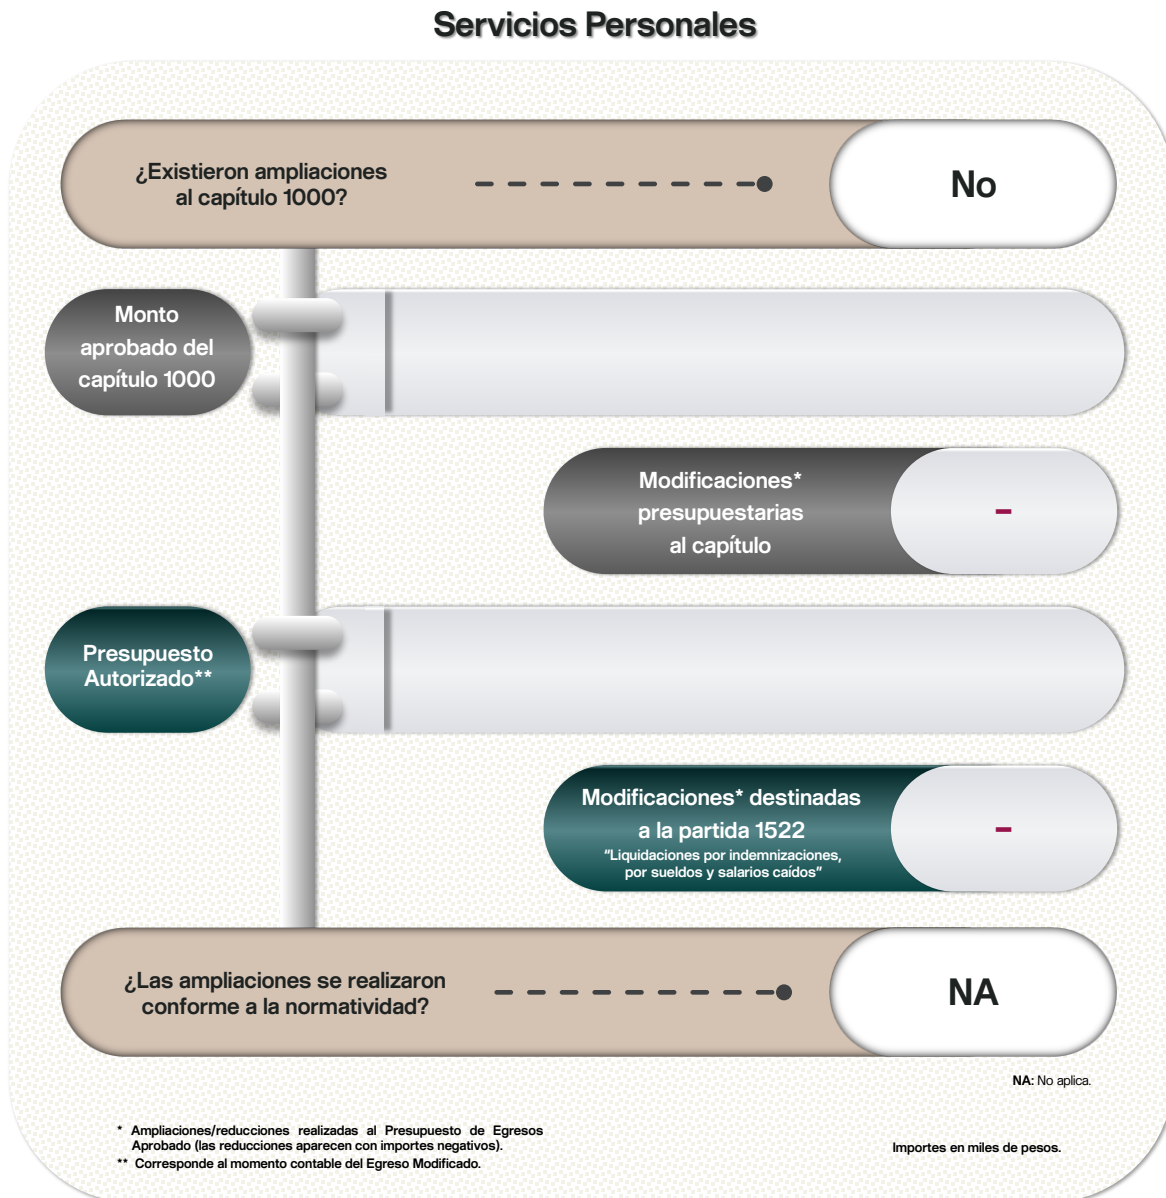 Servicios Personales
¿Existieron ampliaciones
al capítulo 1000?
No
Monto
aprobado del
capítulo 1000
Modificaciones*
presupuestarias
al capítulo
-
Presupuesto
Autorizado**
Modificaciones* destinadas
a la partida 1522
"Liquidaciones por indemnizaciones,
por sueldos y salarios caídos"
-
¿Las ampliaciones se realizaron
conforme a la normatividad?
NA
NA: No aplica.
* Ampliaciones/reducciones realizadas al Presupuesto de Egresos
Aprobado (las reducciones aparecen con importes negativos).
** Corresponde al momento contable del Egreso Modificado.
Importes en miles de pesos.